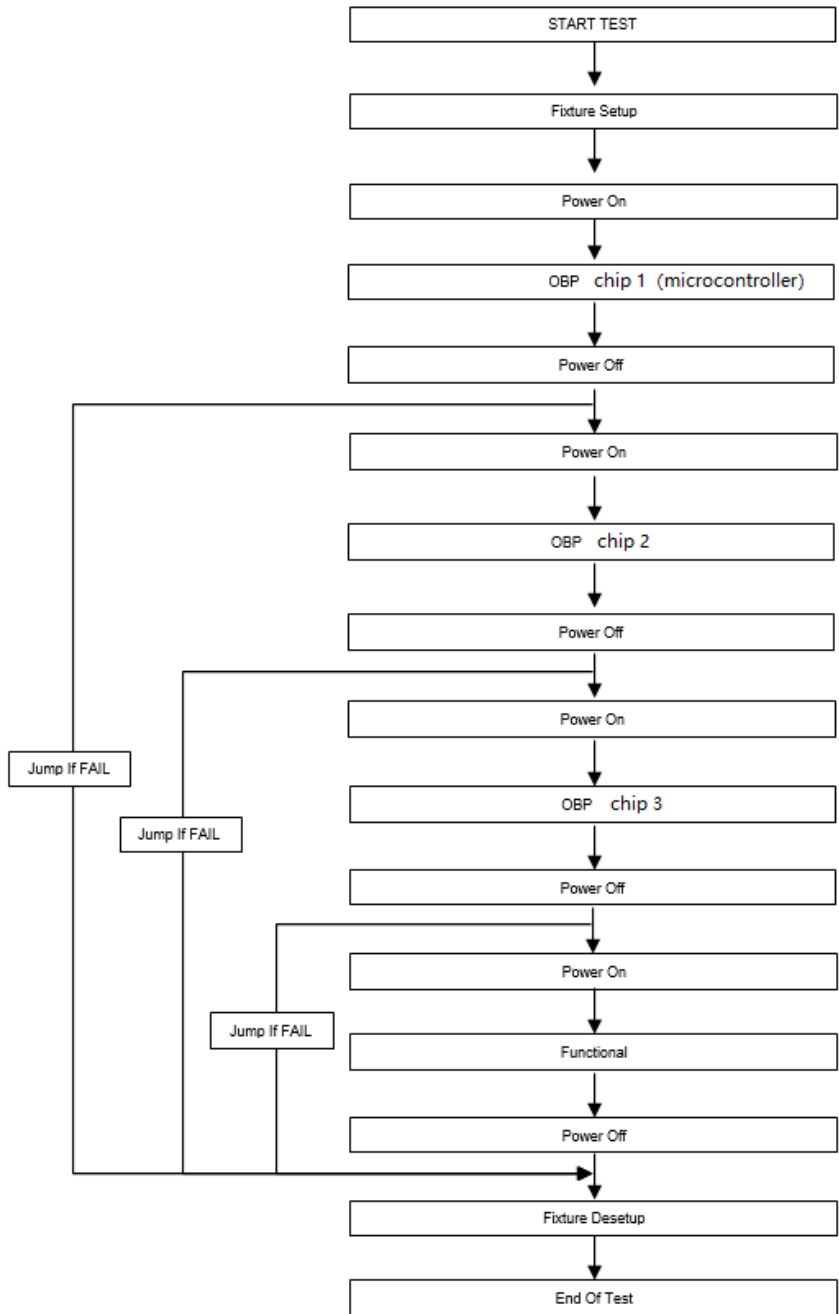 START TEST
Fixture Setup
Power On
OBP chip 1 (microcontroller)
Power Off
Power On
OBP chip 2
Power Off
Power On
Jump If FAIL
OBP chip 3
Jump If FAIL
Power Off
Power On
Jump If FAIL
Functional
Power Off
Fixture Desetup
End Of Test